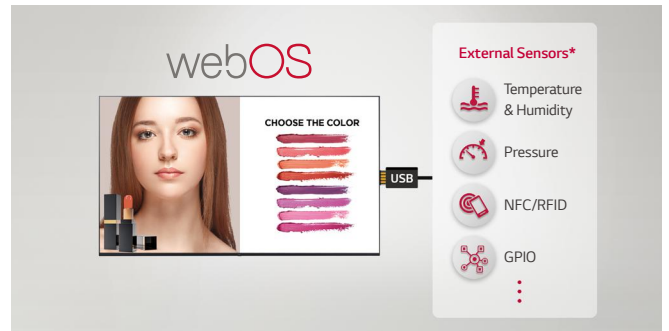 webOS
External Sensors*
Temperature
& Humidity
CHOOSE THE COLOR
Pressure
USB
NFC/RFID
GPIO